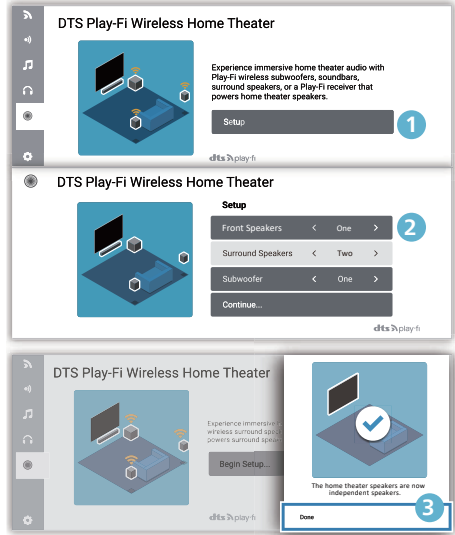 DTS Play-Fi Wireless Home Theater
Experience immersive home theater audio with
Play-Fi wireless subwoofers, soundbars,
surround speakers, or a Play-Fi receiver that
powers home theater speakers.
Setup
1
dts play-fi
DTS Play-Fi Wireless Home Theater
Setup
Front Speakers < One >
2
Surround Speakers < Two >
Subwoofer < One >
Continue...
dts play-fi
DTS Play-Fi Wireless Home Theater
Experience immersive
wireless surround
powers surround
Begin Setup...
dts play-fi
The home theater speakers are now
independent speakers.
3
Done